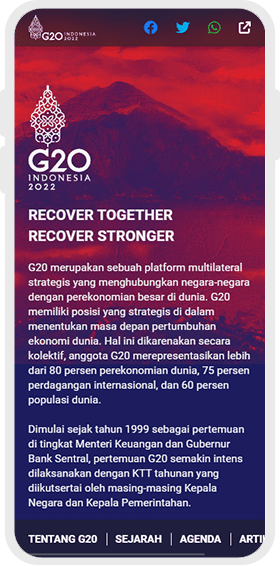 G20 INDONESIA
2022
G20
INDONESIA
2022
RECOVER TOGETHER
RECOVER STRONGER
G20 merupakan sebuah platform multilateral
strategis yang menghubungkan negara-negara
dengan perekonomian besar di dunia. G20
memiliki posisi yang strategis di dalam
menentukan masa depan pertumbuhan
ekonomi dunia. Hal ini dikarenakan secara
kolektif, anggota G20 merepresentasikan lebih
dari 80 persen perekonomian dunia, 75 persen
perdagangan internasional, dan 60 persen
populasi dunia.
Dimulai sejak tahun 1999 sebagai pertemuan
di tingkat Menteri Keuangan dan Gubernur
Bank Sentral, pertemuan G20 semakin intens
dilaksanakan dengan KTT tahunan yang
diikutsertai oleh masing-masing Kepala
Negara dan Kepala Pemerintahan.
TENTANG G20 | SEJARAH | AGENDA | ARTI